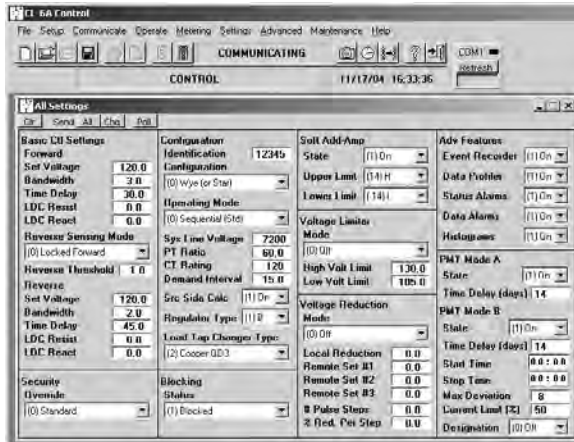 CL-6A Control
File Setup Communicate Operate Metering Settings Advanced Maintenance Help
COMMUNICATING
COM1
Refresh
CONTROL
11/17/04 16:33:36
All Settings
Clr Send All Chg Poll
Basic Ctl Settings
Forward
Set Voltage 120.0
Bandwidth 3.0
Time Delay 30.0
LDC Resist 0.0
LDC React 0.0
Reverse Sensing Mode
(0) Locked Forward
Reverse Threshold 1.0
Reverse
Set Voltage 120.0
Bandwidth 2.0
Time Delay 45.0
LDC Resist 0.0
LDC React 0.0
Security
Override
(0) Standard
Configuration
Identification 12345
Configuration
(0) Wye (or Star)
Operating Mode
(0) Sequential (Std)
Sys Line Voltage 7200
PT Ratio 60.0
CT Rating 120
Demand Interval 15.0
Src Side Calc (1) On
Regulator Type (1) B
Load Tap Changer Type
(2) Cooper QD3
Blocking
Status
(1) Blocked
Soft Add-Amp
State (1) On
Upper Limit (14)
Lower Limit (14)
Voltage Limiter
Mode
(0) Off
High Volt Limit 130.0
Low Volt Limit 105.0
Voltage Reduction
Mode
(0) Off
Local Reduction 0.0
Remote Set #1 0.0
Remote Set #2 0.0
Remote Set #3 0.0
# Pulse Steps 0.0
% Red. Per Step 0.0
Adv Features
Event Recorder (1) On
Data Profiler (1) On
Status Alarms (1) On
Data Alarms (1) On
Histograms (1) On
PMT Mode A
State (1) On
Time Delay (days) 14
PMT Mode B
State (1) On
Time Delay (days) 14
Start Time 00:00
Stop Time 00:00
Max Deviation 8
Current Limit (%) 50
Designation (0) Off